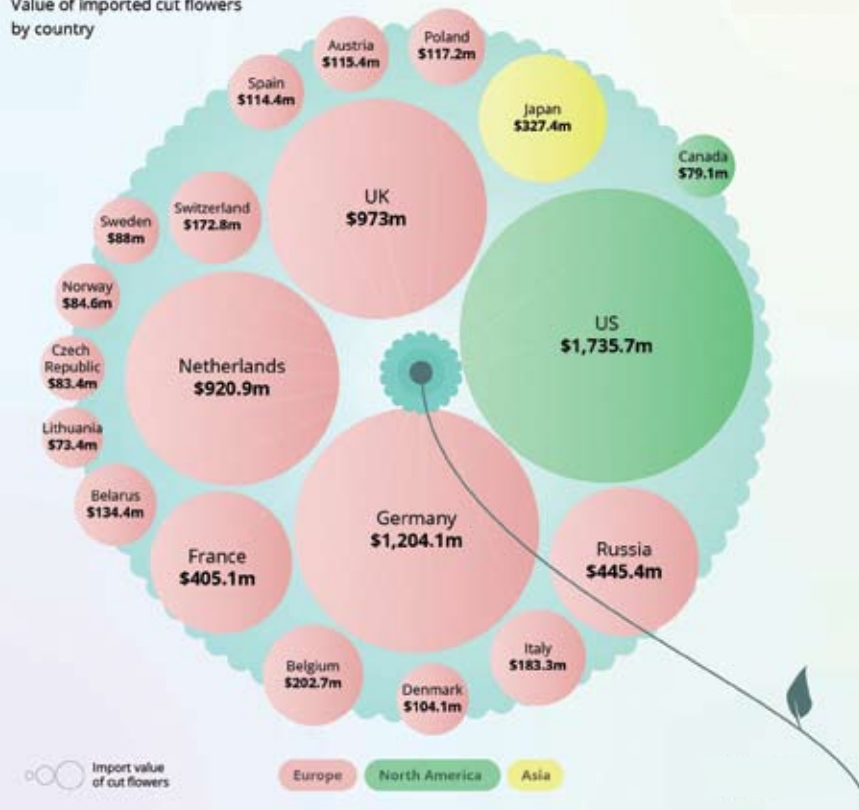 Value of imported cut flowers
by country
Poland
$117.2m
Austria
$115.4m
Spain
$114.4m
Japan
$327.4m
Canada
$79.1m
UK
$973m
Switzerland
$172.8m
Sweden
$88m
Norway
$84.6m
US
$1,735.7m
Czech
Republic
$83.4m
Netherlands
$920.9m
Lithuania
$73.4m
Belarus
$134.4m
Germany
$1,204.1m
France
$405.1m
Russia
$445.4m
Italy
$183.3m
Belgium
$202.7m
Denmark
$104.1m
Import value
of cut flowers
Europe
North America
Asia